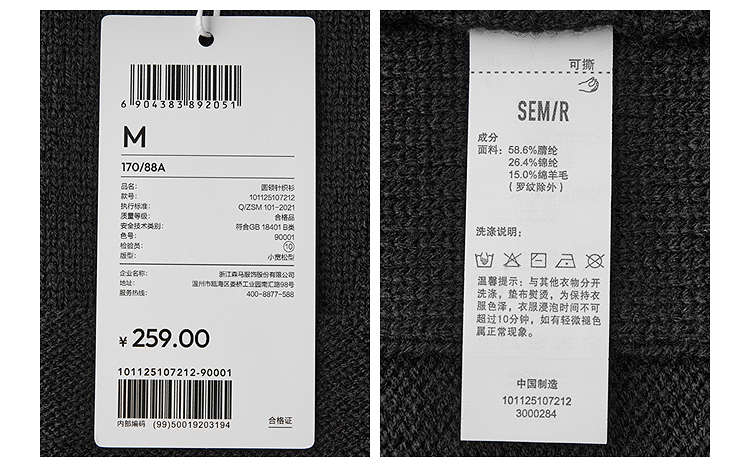 6 904383 892051
M
170/88A
品名: 圆领针织衫
款号: 101125107212
执行标准: Q/ZSM 101-2021
质量等级: 合格品
安全技术类别: 符合GB 18401 B类
色号: 90001
检验员: 10
版型: 小宽松型
企业名称: 浙江森马服饰股份有限公司
地址: 温州市瓯海区娄桥工业园南汇路98号
服务热线: 400-8877-588
¥ 259.00
101125107212-90001
内部编码 (99)50019203194
合格证
可撕
SEM/R
成分
面料: 58.6%腈纶
26.4%锦纶
15.0%绵羊毛
(罗纹除外)
洗涤说明:
温馨提示: 与其他衣物分开
洗涤, 垫布熨烫, 为保持衣
服色泽, 衣服浸泡时间不可
超过10分钟, 如有轻微褪色
属正常现象。
中国制造
101125107212
3000284